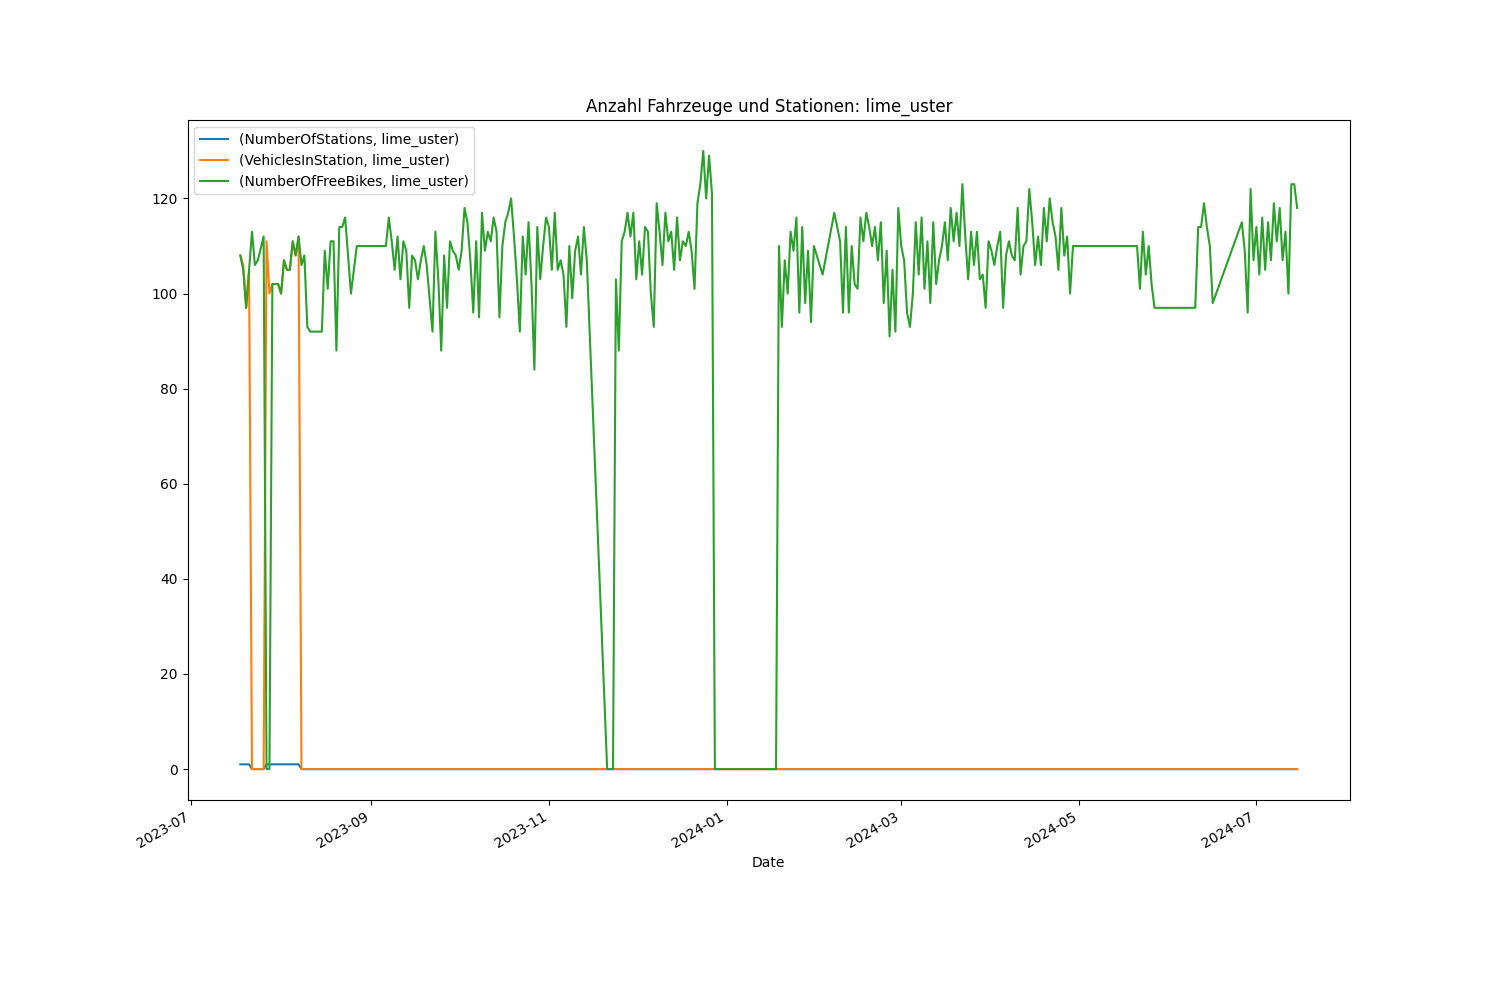 Anzahl Fahrzeuge und Stationen: lime_uster
(NumberOfStations, lime_uster)
(VehiclesInStation, lime_uster)
(NumberOfFreeBikes, lime_uster)
120
100
80
60
40
20
0
2023-07
2023-09
2023-11
2024-01
2024-03
2024-05
2024-07
Date